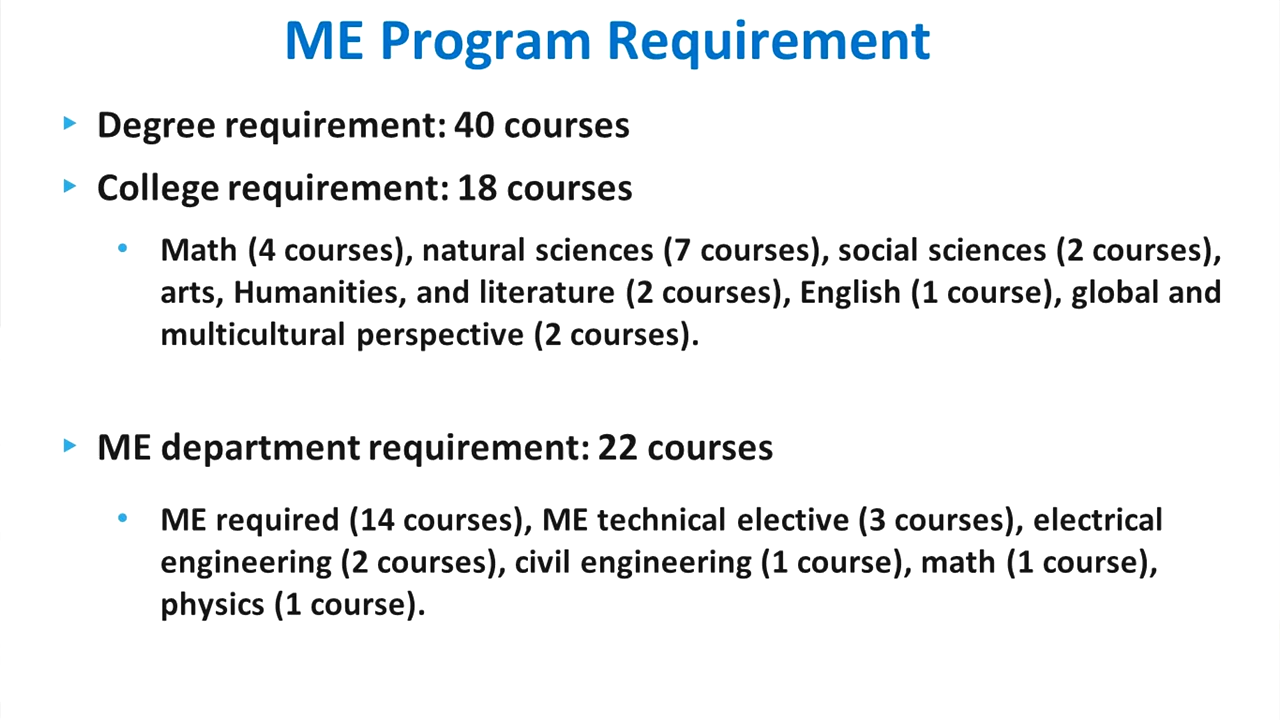 ME Program Requirement
Degree requirement: 40 courses
College requirement: 18 courses
Math (4 courses), natural sciences (7 courses), social sciences (2 courses),
arts, Humanities, and literature (2 courses), English (1 course), global and
multicultural perspective (2 courses).
ME department requirement: 22 courses
ME required (14 courses), ME technical elective (3 courses), electrical
engineering (2 courses), civil engineering (1 course), math (1 course),
physics (1 course).